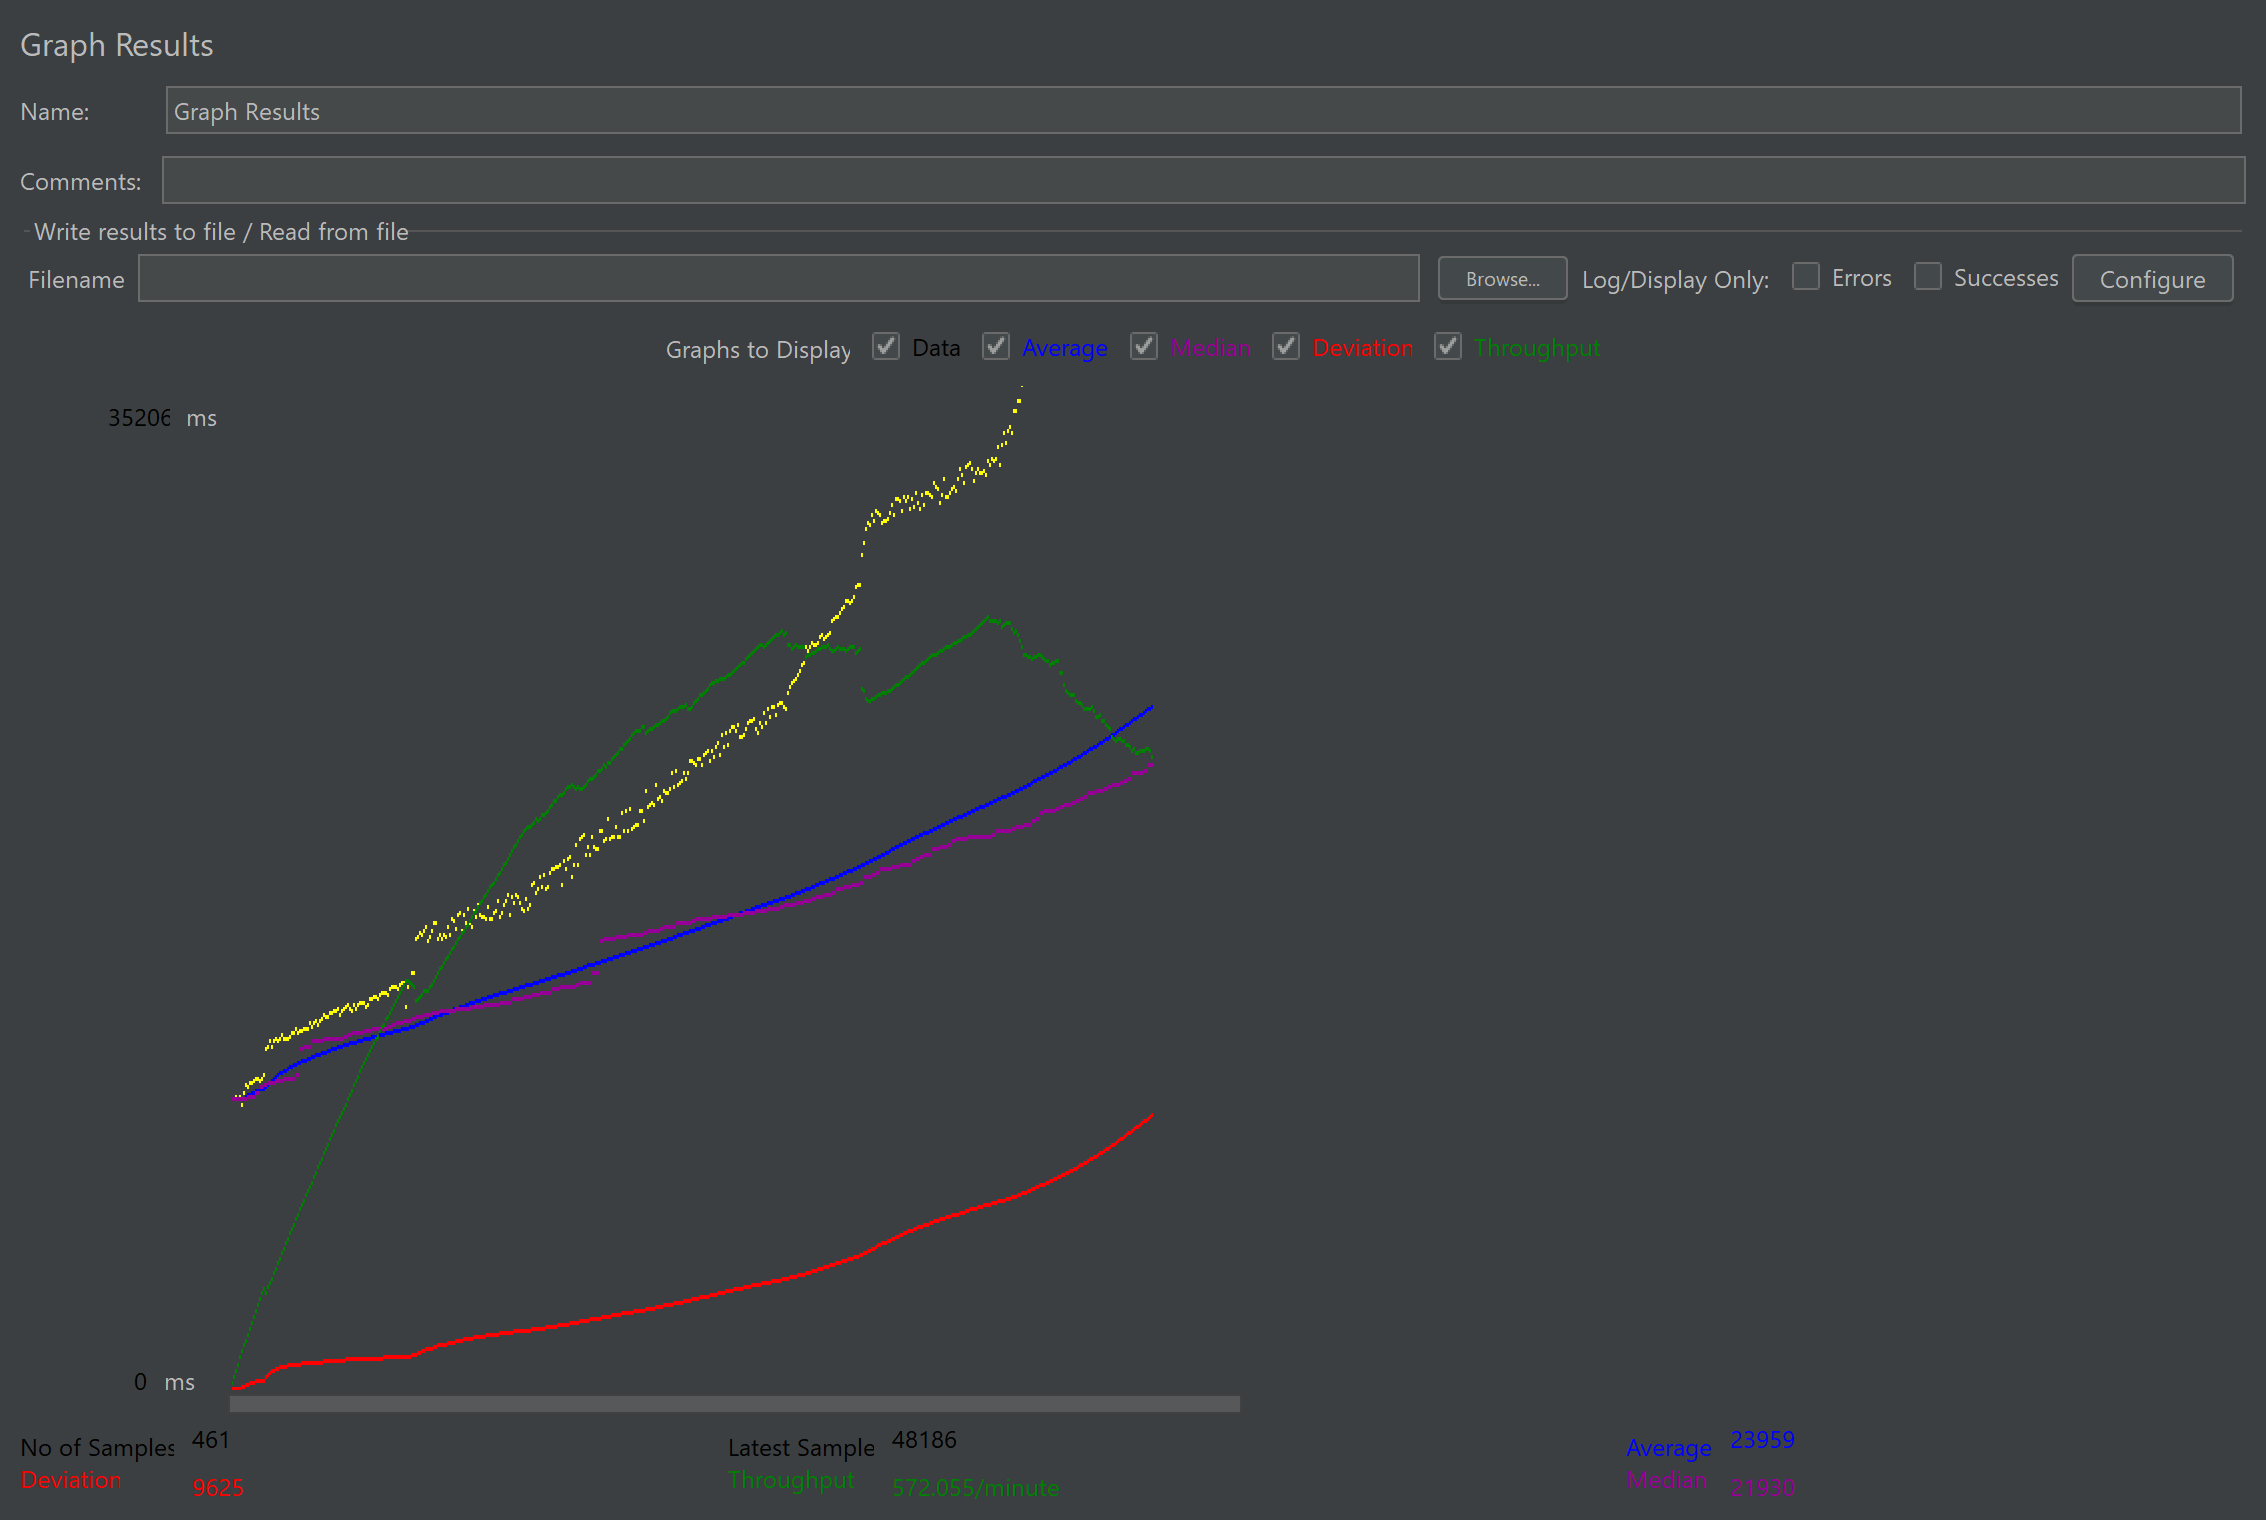 Graph Results
Name: Graph Results
Comments:
Write results to file / Read from file
Filename Browse... Log/Display Only: Errors Successes Configure
Graphs to Display Data Average Median Deviation Throughput
35206 ms
0 ms
No of Samples 461 Latest Sample 48186 Average 23959
Deviation 9625 Throughput 572.055/minute Median 21930